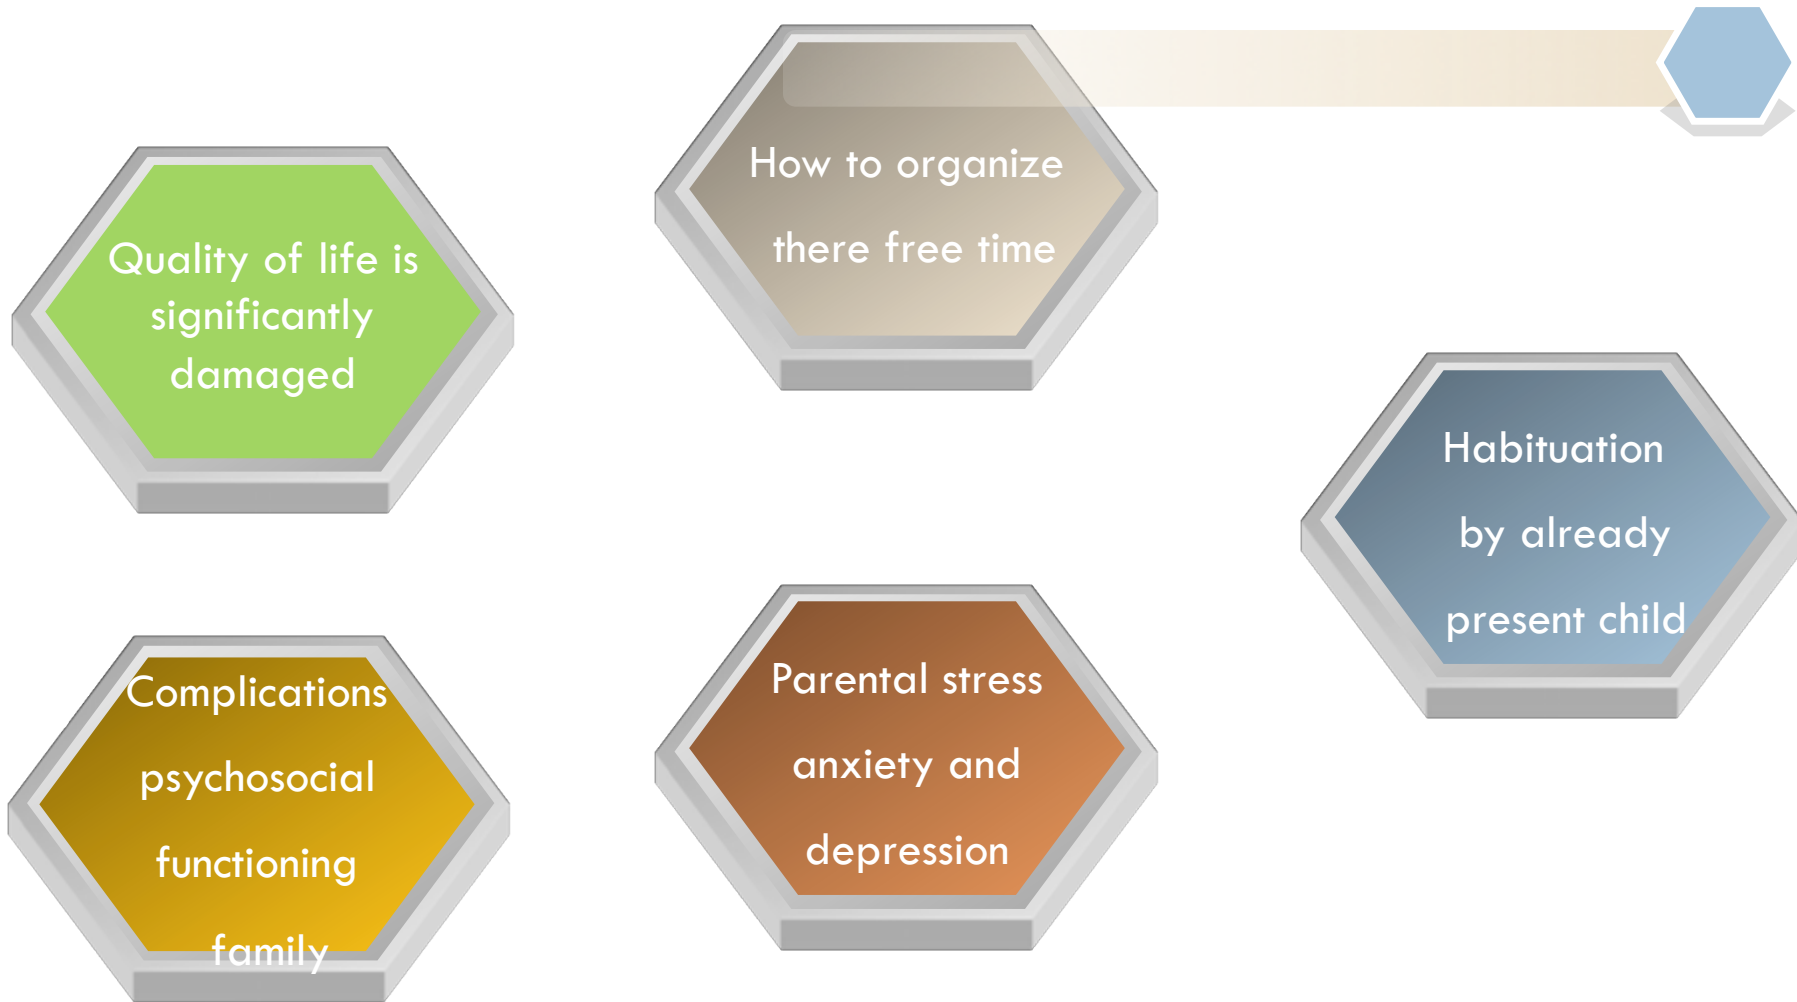 How to organize
there free time
Quality of life is
significantly
damaged
Habituation
by already
present child
Parental stress
anxiety and
depression
Complications
psychosocial
functioning
family